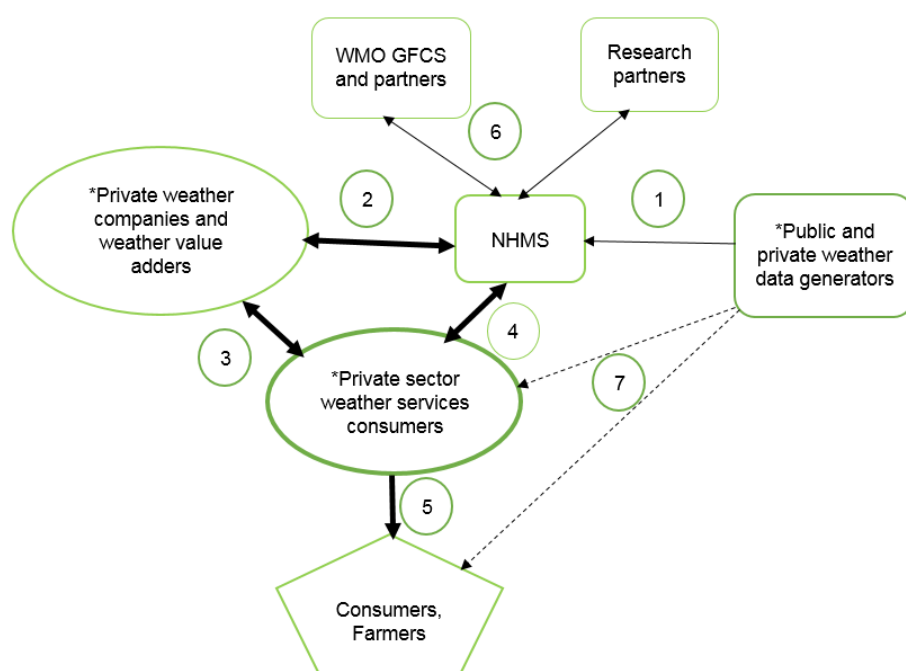 WMO GFCS
and partners
Research
partners
6
*Private weather
companies and
weather value
adders
2
NHMS
1
*Public and
private weather
data generators
3
4
*Private sector
weather services
consumers
7
5
Consumers,
Farmers